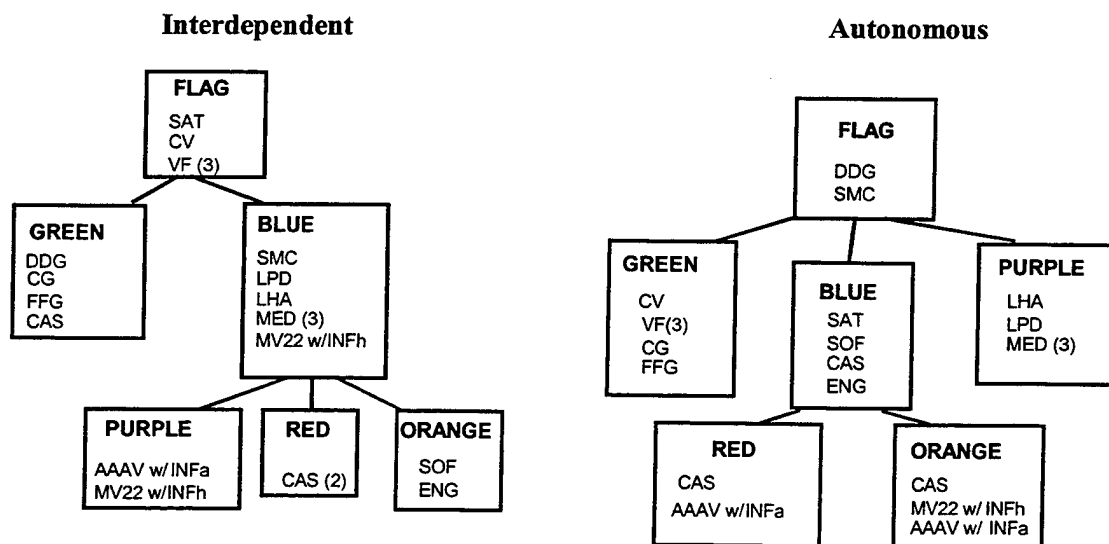 Interdependent
FLAG
SAT
CV
VF (3)
GREEN
DDG
CG
FFG
CAS
BLUE
SMC
LPD
LHA
MED (3)
MV22 w/INFh
PURPLE
AAAV w/ INFa
MV22 w/INFh
RED
CAS (2)
ORANGE
SOF
ENG
Autonomous
FLAG
DDG
SMC
GREEN
CV
VF(3)
CG
FFG
BLUE
SAT
SOF
CAS
ENG
PURPLE
LHA
LPD
MED (3)
RED
CAS
AAAV w/INFa
ORANGE
CAS
MV22 w/ INFh
AAAV w/ INFa